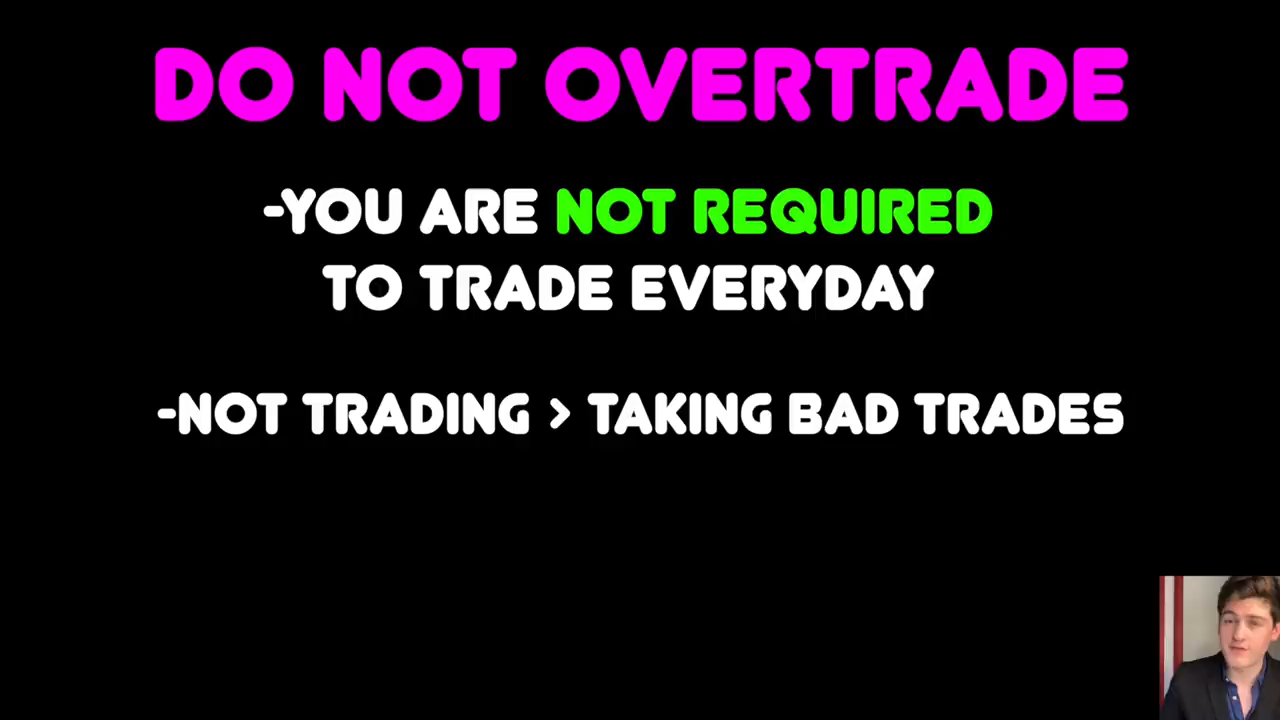 DO NOT OVERTRADE
-YOU ARE NOT REQUIRED
TO TRADE EVERYDAY
-NOT TRADING > TAKING BAD TRADES